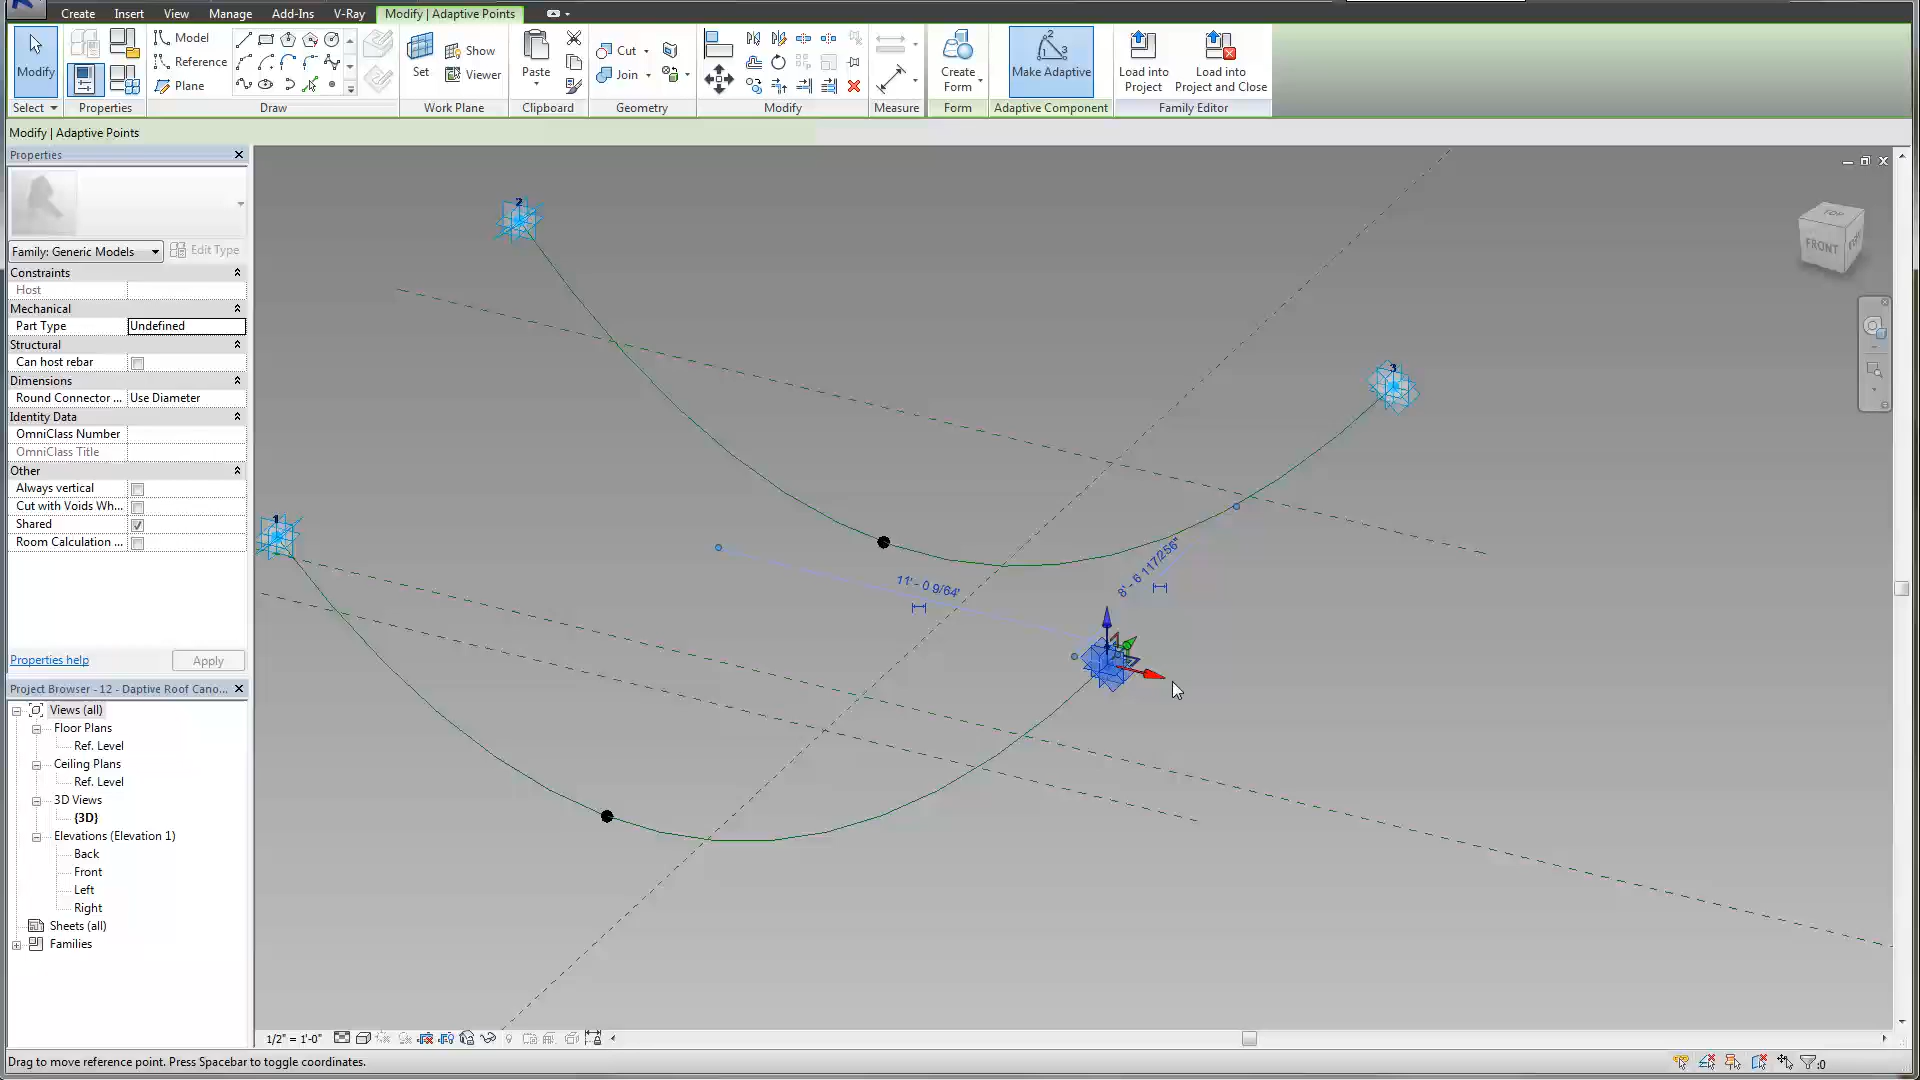 Create Insert View Manage Add-Ins V-Ray Modify | Adaptive Points
Modify
Select
Properties
Model
Reference
Plane
Draw
Set
Show
Viewer
Work Plane
Paste
Clipboard
Cut
Join
Geometry
Modify
Measure
Create
Form
Form
Make Adaptive
Adaptive Component
Load into
Project
Load into
Project and Close
Family Editor
Modify | Adaptive Points
Properties
Family: Generic Models
Edit Type
Constraints
Host
Mechanical
Part Type Undefined
Structural
Can host rebar
Dimensions
Round Connector ... Use Diameter
Identity Data
OmniClass Number
OmniClass Title
Other
Always vertical
Cut with Voids Wh...
Shared
Room Calculation ...
Properties help
Apply
Project Browser - 12 - Daptive Roof Cano...
Views (all)
Floor Plans
Ref. Level
Ceiling Plans
Ref. Level
3D Views
{3D}
Elevations (Elevation 1)
Back
Front
Left
Right
Sheets (all)
Families
2
3
1
11' - 0 9/64"
8' - 6 117/256"
TOP
FRONT
1/2" = 1'-0"
Drag to move reference point. Press Spacebar to toggle coordinates.
:0